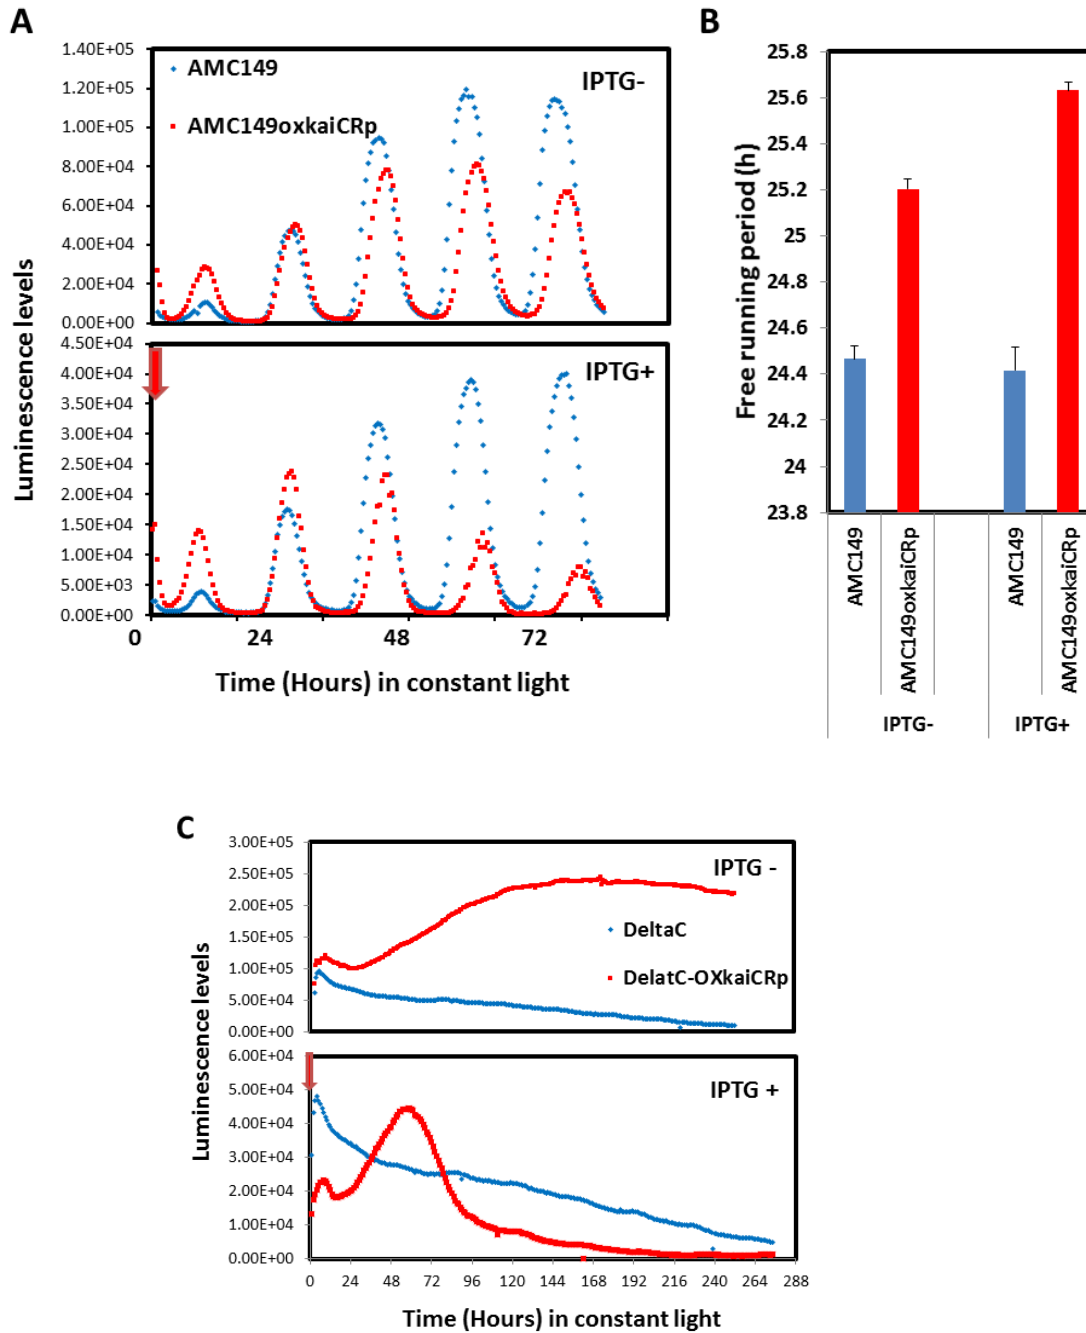 A
1.40E+05
1.20E+05
1.00E+05
8.00E+04
6.00E+04
4.00E+04
2.00E+04
0.00E+00
AMC149
AMC149oxkaiCRp
IPTG-
4.50E+04
4.00E+04
3.50E+04
3.00E+04
2.50E+04
2.00E+04
1.50E+04
1.00E+04
5.00E+03
0.00E+00
IPTG+
0 24 48 72
Luminescence levels
Time (Hours) in constant light
B
25.8
25.6
25.4
25.2
25
24.8
24.6
24.4
24.2
24
23.8
Free running period (h)
AMC149
AMC149oxkaiCRp
AMC149
AMC149oxkaiCRp
IPTG- IPTG+
C
3.00E+05
2.50E+05
2.00E+05
1.50E+05
1.00E+05
5.00E+04
0.00E+00
IPTG -
DeltaC
DelatC-OXkaiCRp
6.00E+04
5.00E+04
4.00E+04
3.00E+04
2.00E+04
1.00E+04
0.00E+00
IPTG +
0 24 48 72 96 120 144 168 192 216 240 264 288
Luminescence levels
Time (Hours) in constant light